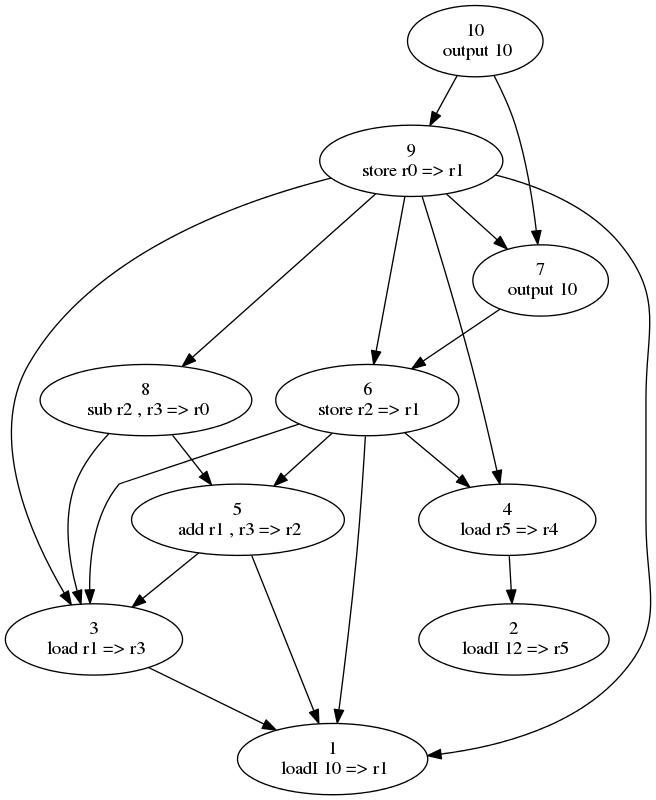 10
output 10
9
store r0 => r1
7
output 10
8
sub r2 , r3 => r0
6
store r2 => r1
5
add r1 , r3 => r2
4
load r5 => r4
3
load r1 => r3
2
loadI 12 => r5
1
loadI 10 => r1